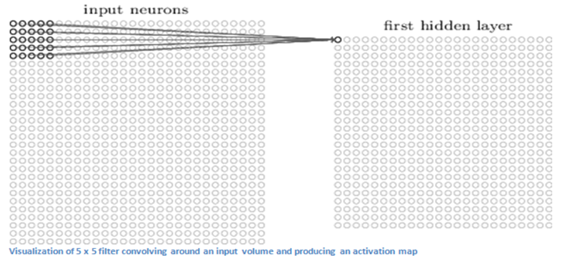 input neurons
first hidden layer
Visualization of 5 x 5 filter convolving around an input volume and producing an activation map